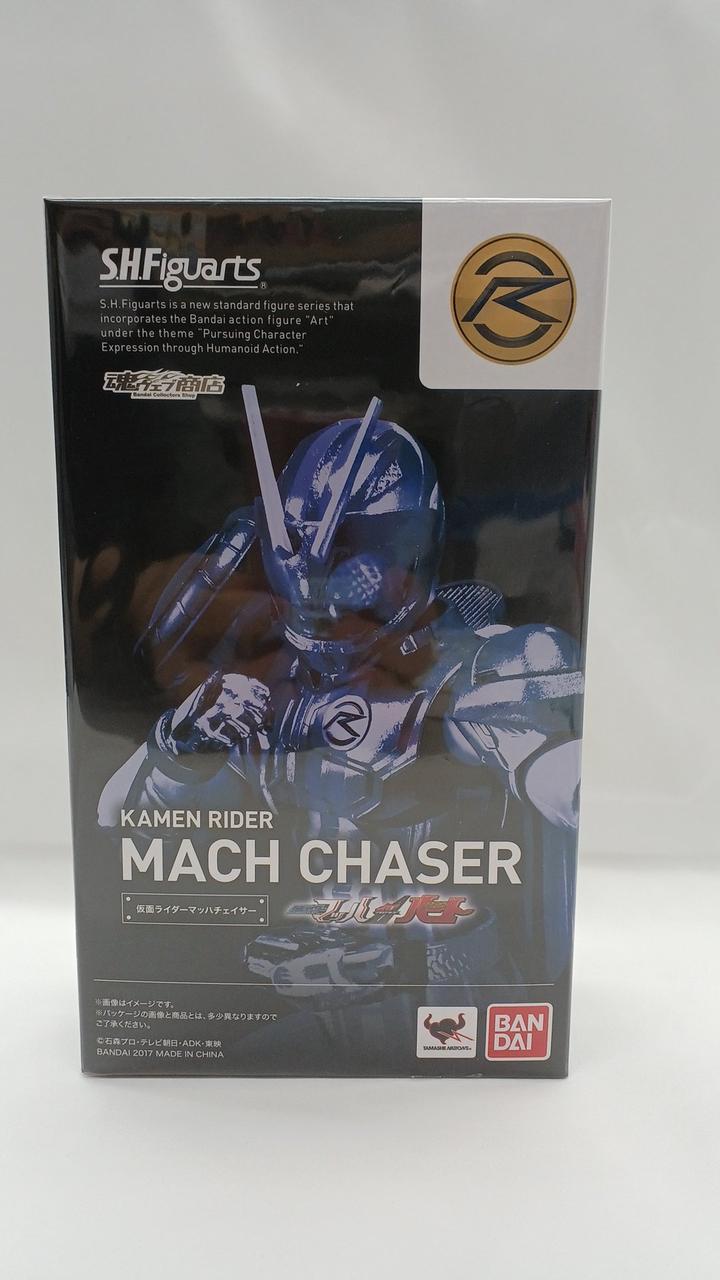 S.H.Figuarts®
S.H.Figuarts is a new standard figure series that
incorporates the Bandai action figure "Art"
under the theme "Pursuing Character
Expression through Humanoid Action."
魂ウェブ商店
Bandai Collectors Shop
R
R
KAMEN RIDER
MACH CHASER
仮面ライダーマッハチェイサー
※画像はイメージです。
※パッケージの画像と商品とは、多少異なりますので
ご了承ください。
©石森プロ・テレビ朝日・ADK・東映
BANDAI 2017 MADE IN CHINA
TAMASHII NATIONS
BAN
DAI